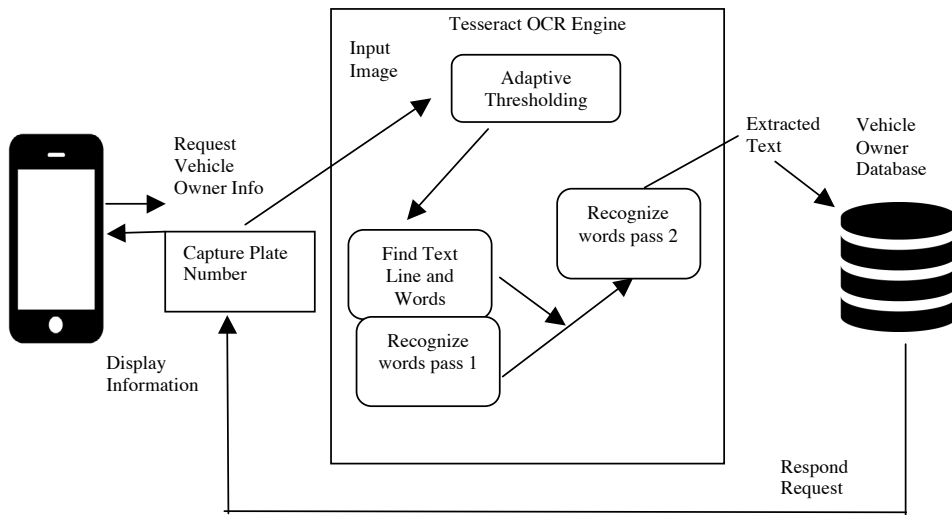 Tesseract OCR Engine
Input
Image
Adaptive
Thresholding
Request
Vehicle
Owner Info
Extracted
Text
Vehicle
Owner
Database
Capture Plate
Number
Find Text
Line and
Words
Recognize
words pass 2
Recognize
words pass 1
Display
Information
Respond
Request